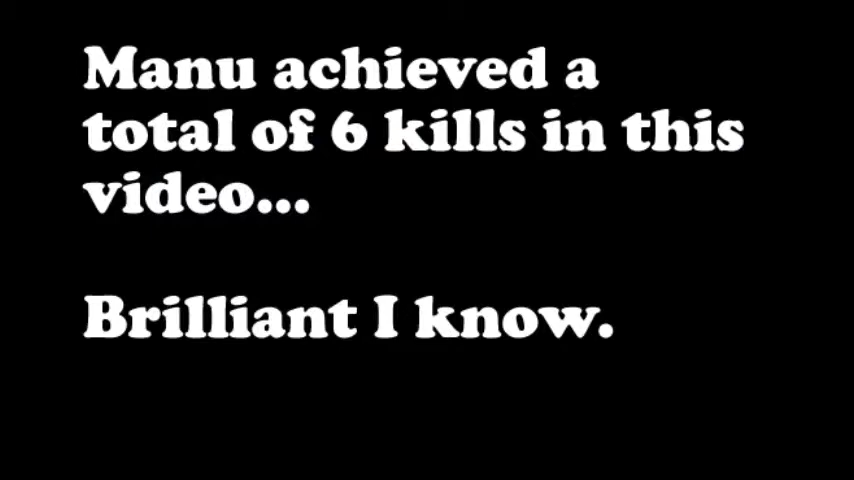 Manu achieved a
total of 6 kills in this
video...
Brilliant I know.